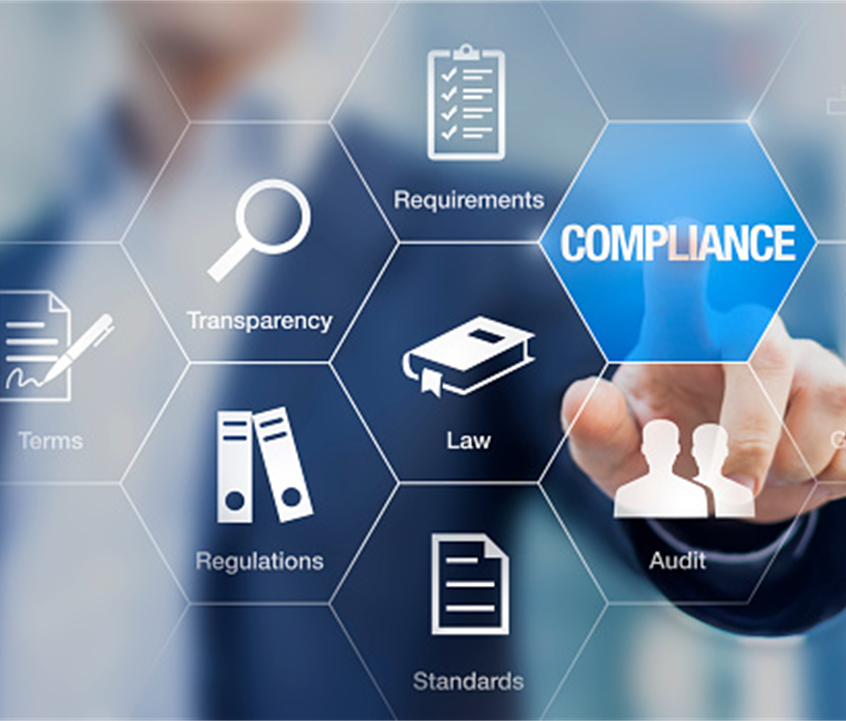 Requirements
COMPLIANCE
Transparency
Terms
Law
Regulations
Audit
Standards